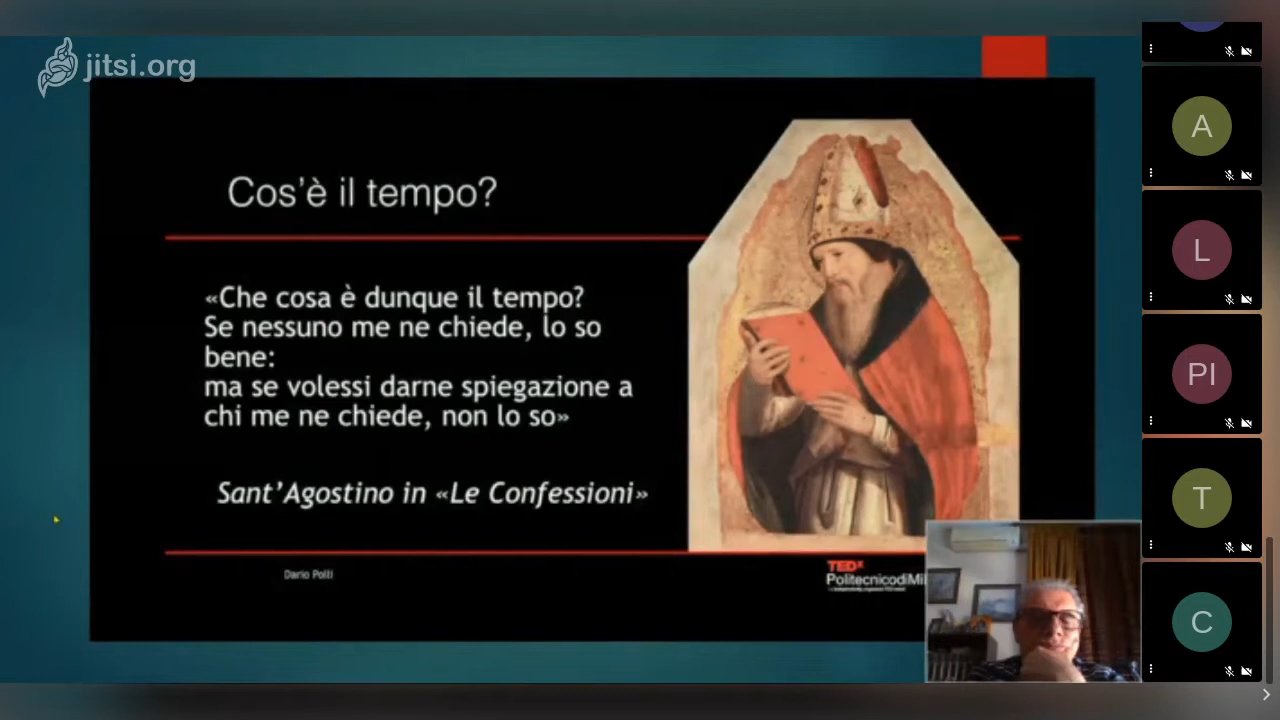 jitsi.org
Cos'è il tempo?
«Che cosa è dunque il tempo?
Se nessuno me ne chiede, lo so
bene:
ma se volessi darne spiegazione a
chi me ne chiede, non lo so»
Sant'Agostino in «Le Confessioni»
Dario Polli
TEDx
PolitecnicodiMil
A
L
PI
T
C